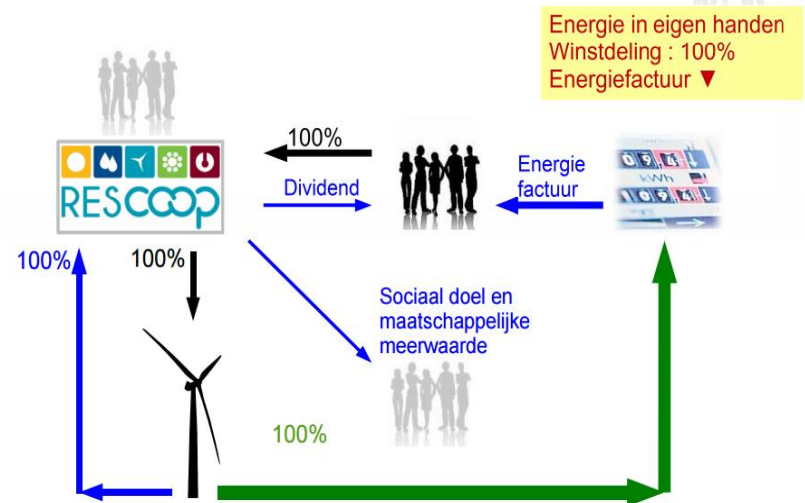 Energie in eigen handen
Winstdeling : 100%
Energiefactuur ▼
100%
RESCOOP
Dividend
Energie
factuur
kWh
100%
100%
Sociaal doel en
maatschappelijke
meerwaarde
100%